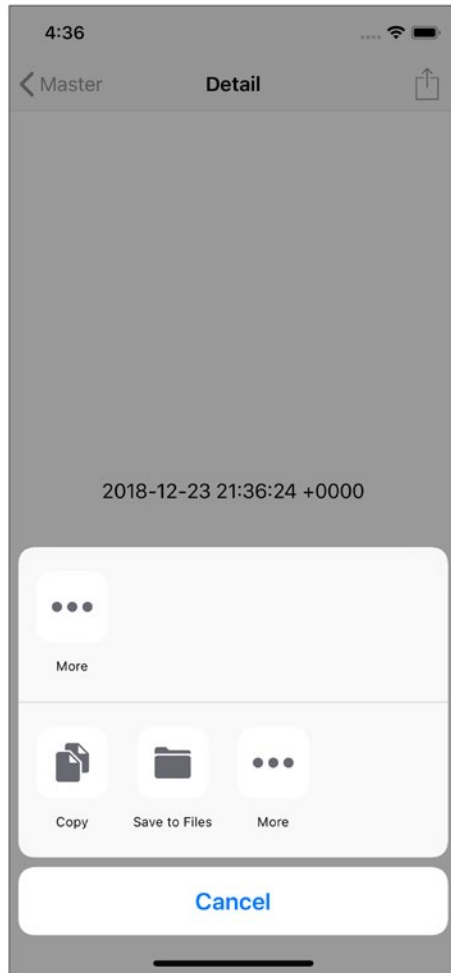 4:36
Master Detail
2018-12-23 21:36:24 +0000
More
Copy Save to Files More
Cancel